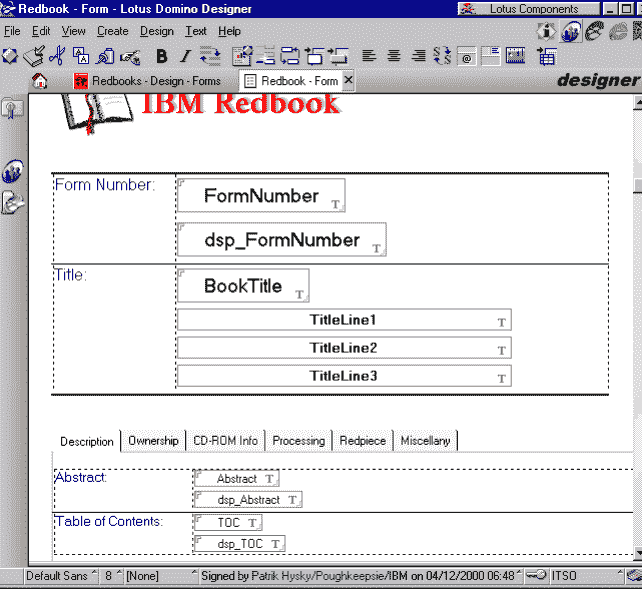 Redbook - Form - Lotus Domino Designer
Lotus Components
File Edit View Create Design Text Help
B I
Redbooks - Design - Forms
Redbook - Form
designer
IBM Redbook
Form Number:
FormNumber T
dsp_FormNumber T
Title:
BookTitle T
TitleLine1 T
TitleLine2 T
TitleLine3 T
Description Ownership CD-ROM Info Processing Redpiece Miscellany
Abstract:
Abstract T
dsp_Abstract T
Table of Contents:
TOC T
dsp_TOC T
Default Sans 8 [None] Signed by Patrik Hysky/Poughkeepsie/IBM on 04/12/2000 06:48 ITSO